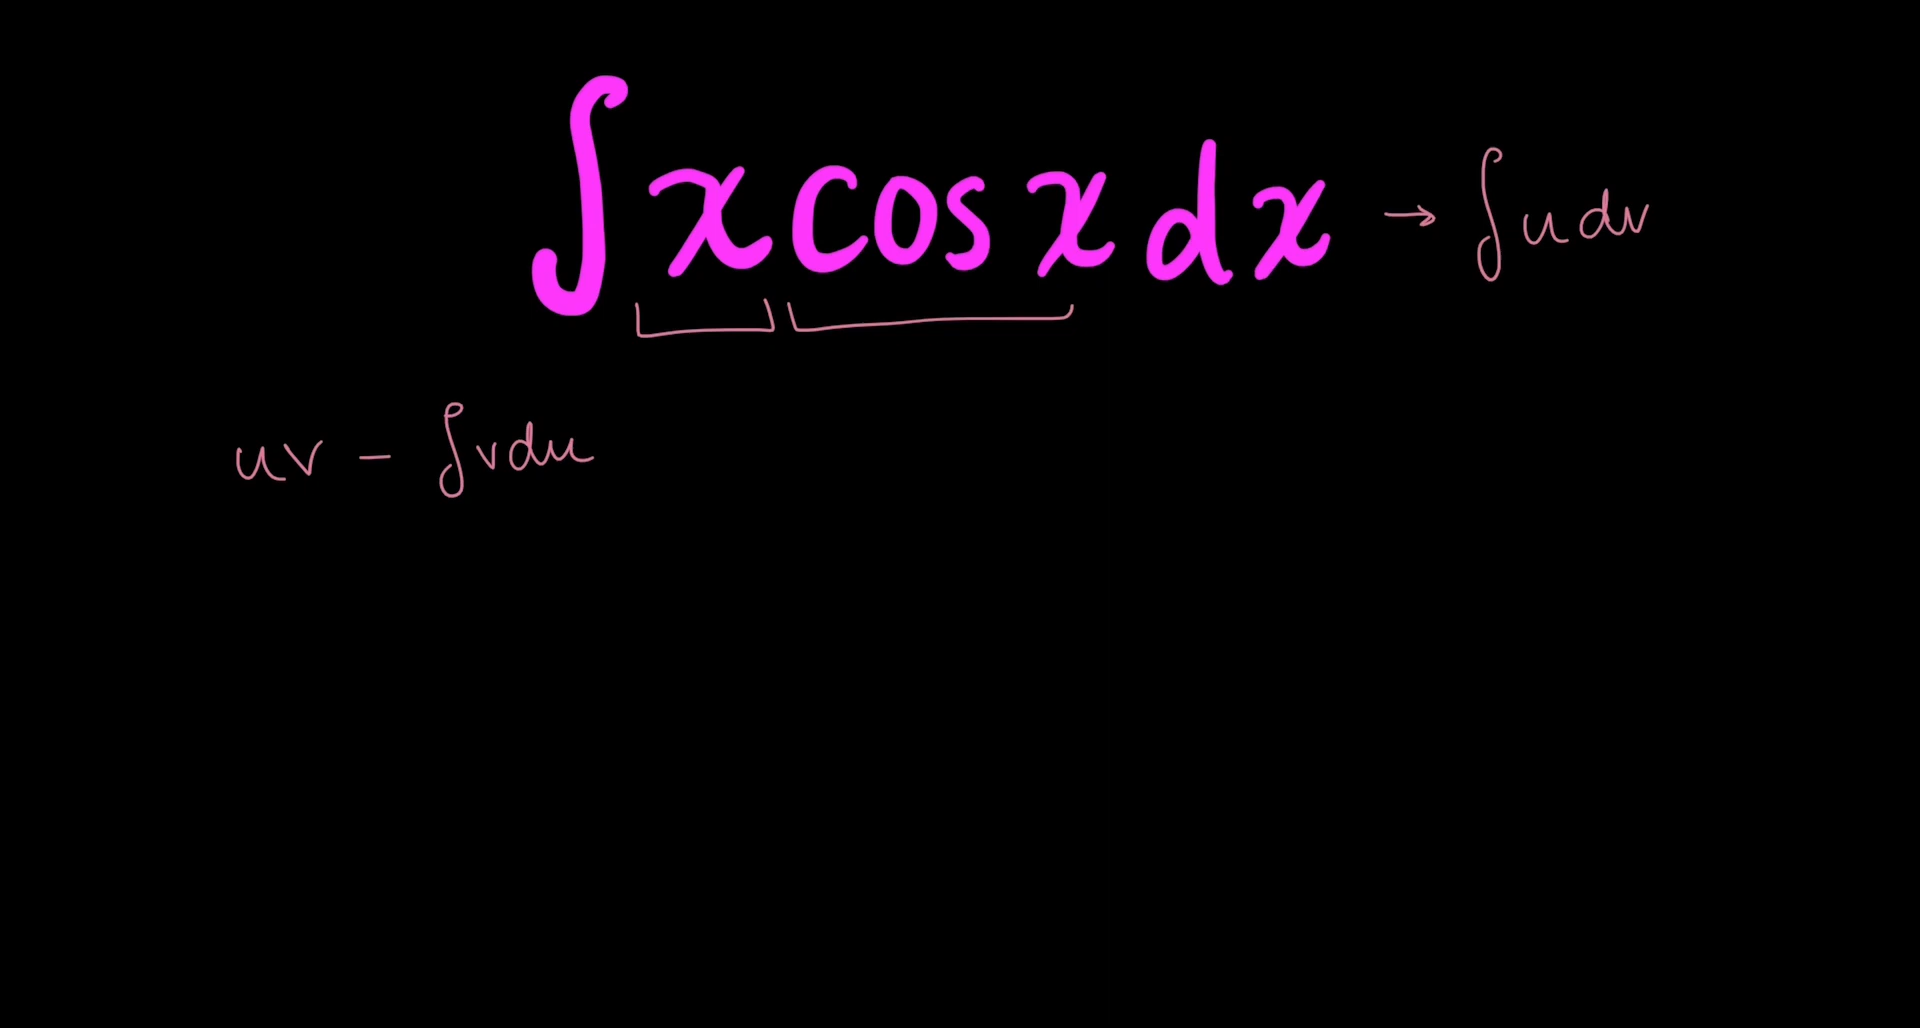 ∫ x cos x dx → ∫ u dv
uv − ∫ v du